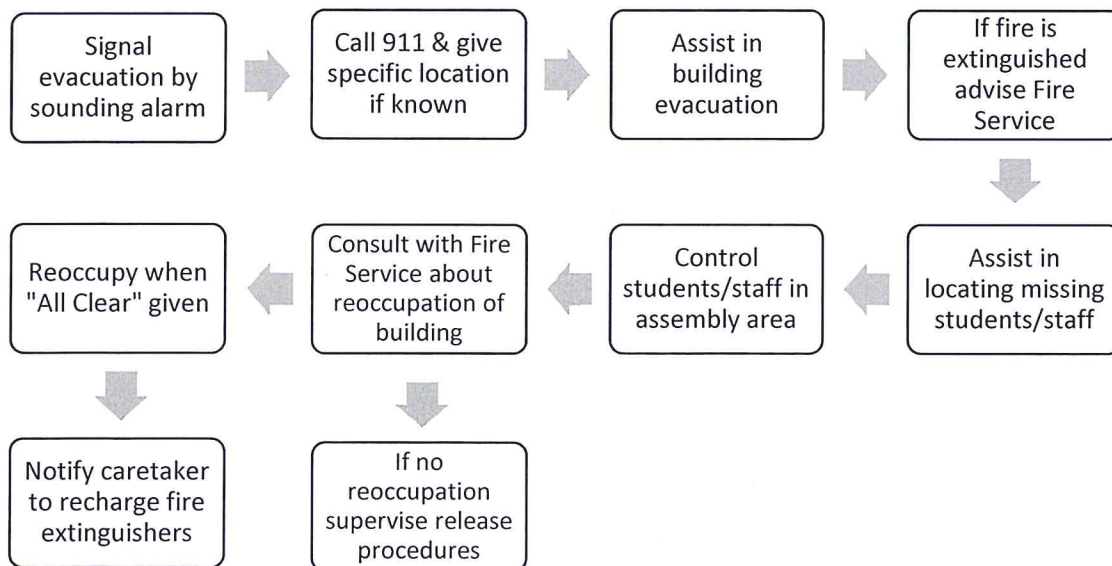 Signal
evacuation by
sounding alarm
Call 911 & give
specific location
if known
Assist in
building
evacuation
If fire is
extinguished
advise Fire
Service
Assist in
locating missing
students/staff
Control
students/staff in
assembly area
Consult with Fire
Service about
reoccupation of
building
Reoccupy when
"All Clear" given
Notify caretaker
to recharge fire
extinguishers
If no
reoccupation
supervise release
procedures